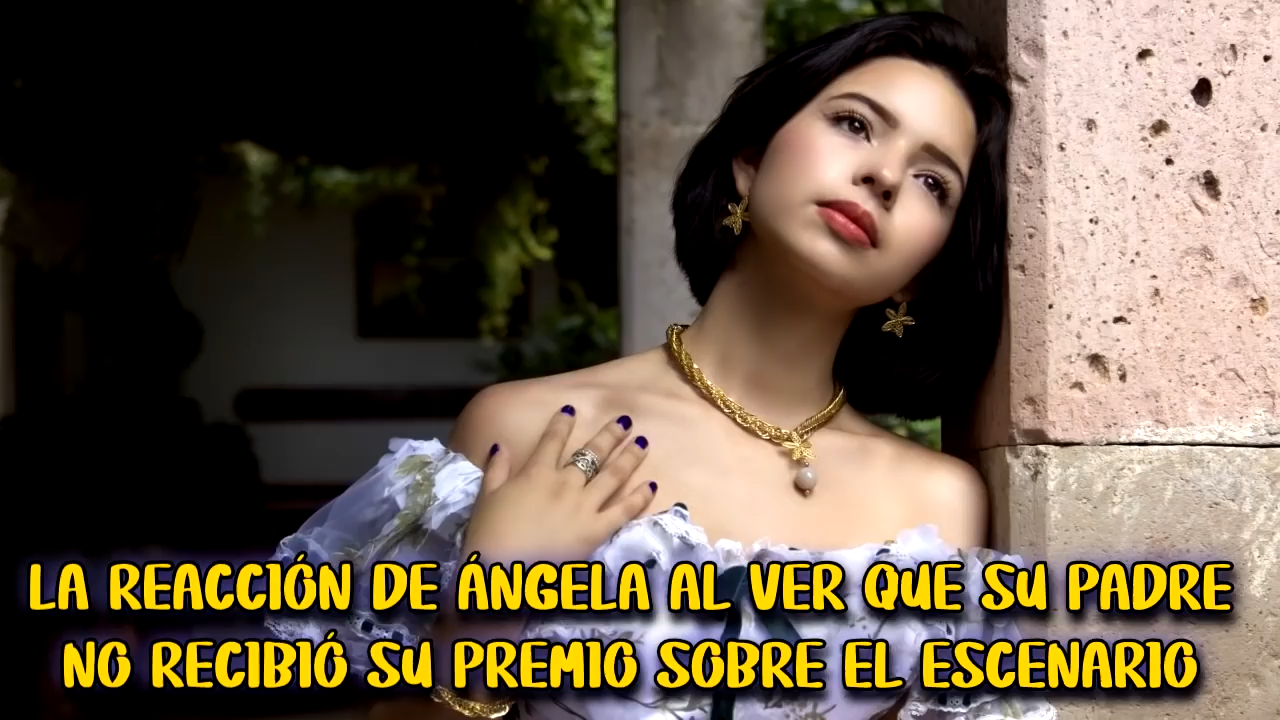 LA REACCIÓN DE ÁNGELA AL VER QUE SU PADRE
NO RECIBIÓ SU PREMIO SOBRE EL ESCENARIO